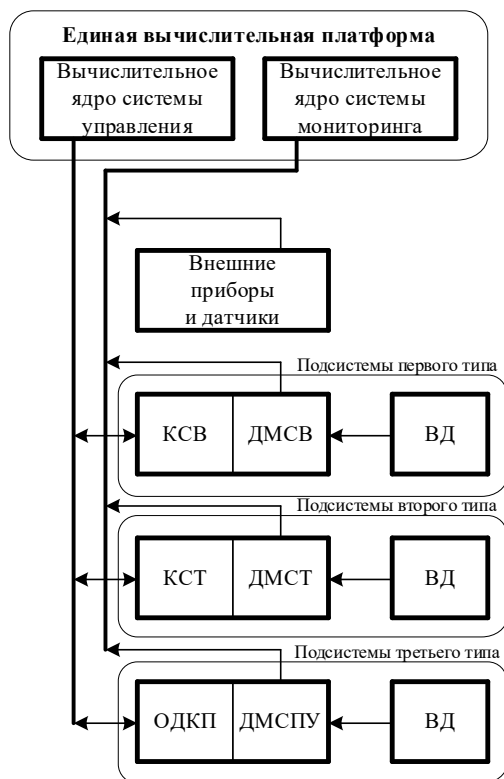 Единая вычислительная платформа
Вычислительное
ядро системы
управления
Вычислительное
ядро системы
мониторинга
Внешние
приборы
и датчики
Подсистемы первого типа
КСВ
ДМСВ
ВД
Подсистемы второго типа
КСТ
ДМСТ
ВД
Подсистемы третьего типа
ОДКП
ДМСПУ
ВД